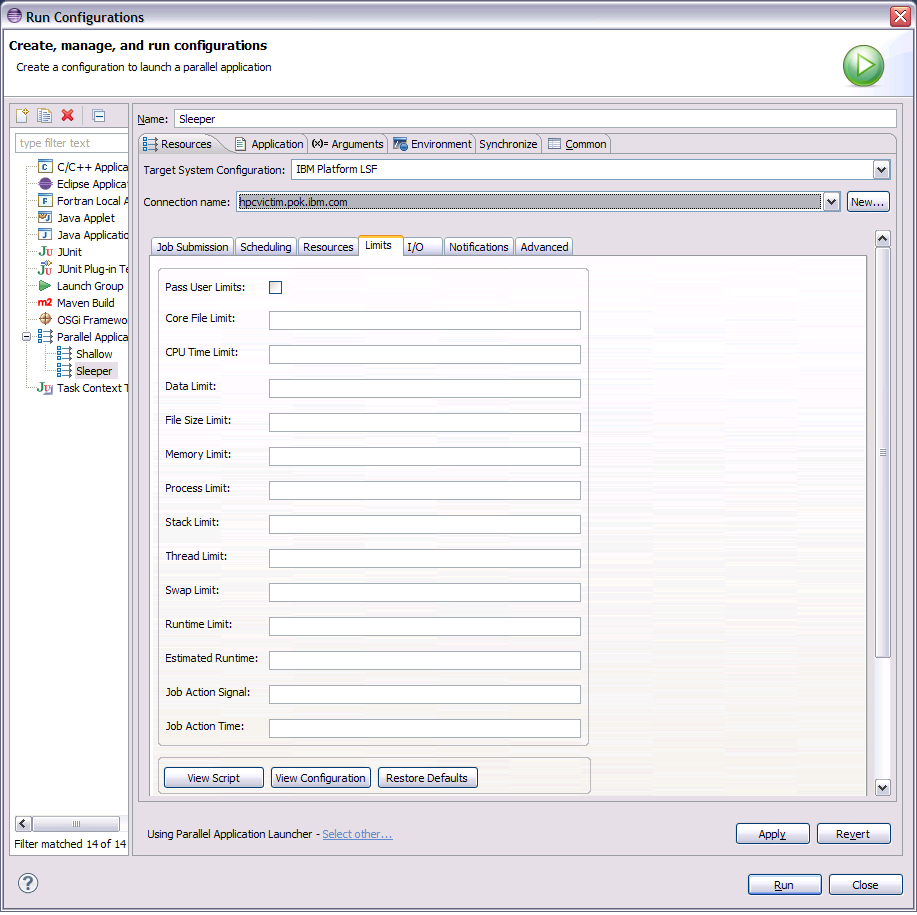 Run Configurations
Create, manage, and run configurations
Create a configuration to launch a parallel application
type filter text
C/C++ Applica
Eclipse Applicat
Fortran Local A
Java Applet
Java Applicatio
JUnit
JUnit Plug-in Te
Launch Group
m2 Maven Build
OSGi Framewo
Parallel Applica
Shallow
Sleeper
Task Context T
Filter matched 14 of 14
Name: Sleeper
Resources Application (x)= Arguments Environment Synchronize Common
Target System Configuration: IBM Platform LSF
Connection name: hpcvictim.pok.ibm.com New...
Job Submission Scheduling Resources Limits I/O Notifications Advanced
Pass User Limits:
Core File Limit:
CPU Time Limit:
Data Limit:
File Size Limit:
Memory Limit:
Process Limit:
Stack Limit:
Thread Limit:
Swap Limit:
Runtime Limit:
Estimated Runtime:
Job Action Signal:
Job Action Time:
View Script View Configuration Restore Defaults
Using Parallel Application Launcher - Select other... Apply Revert
? Run Close